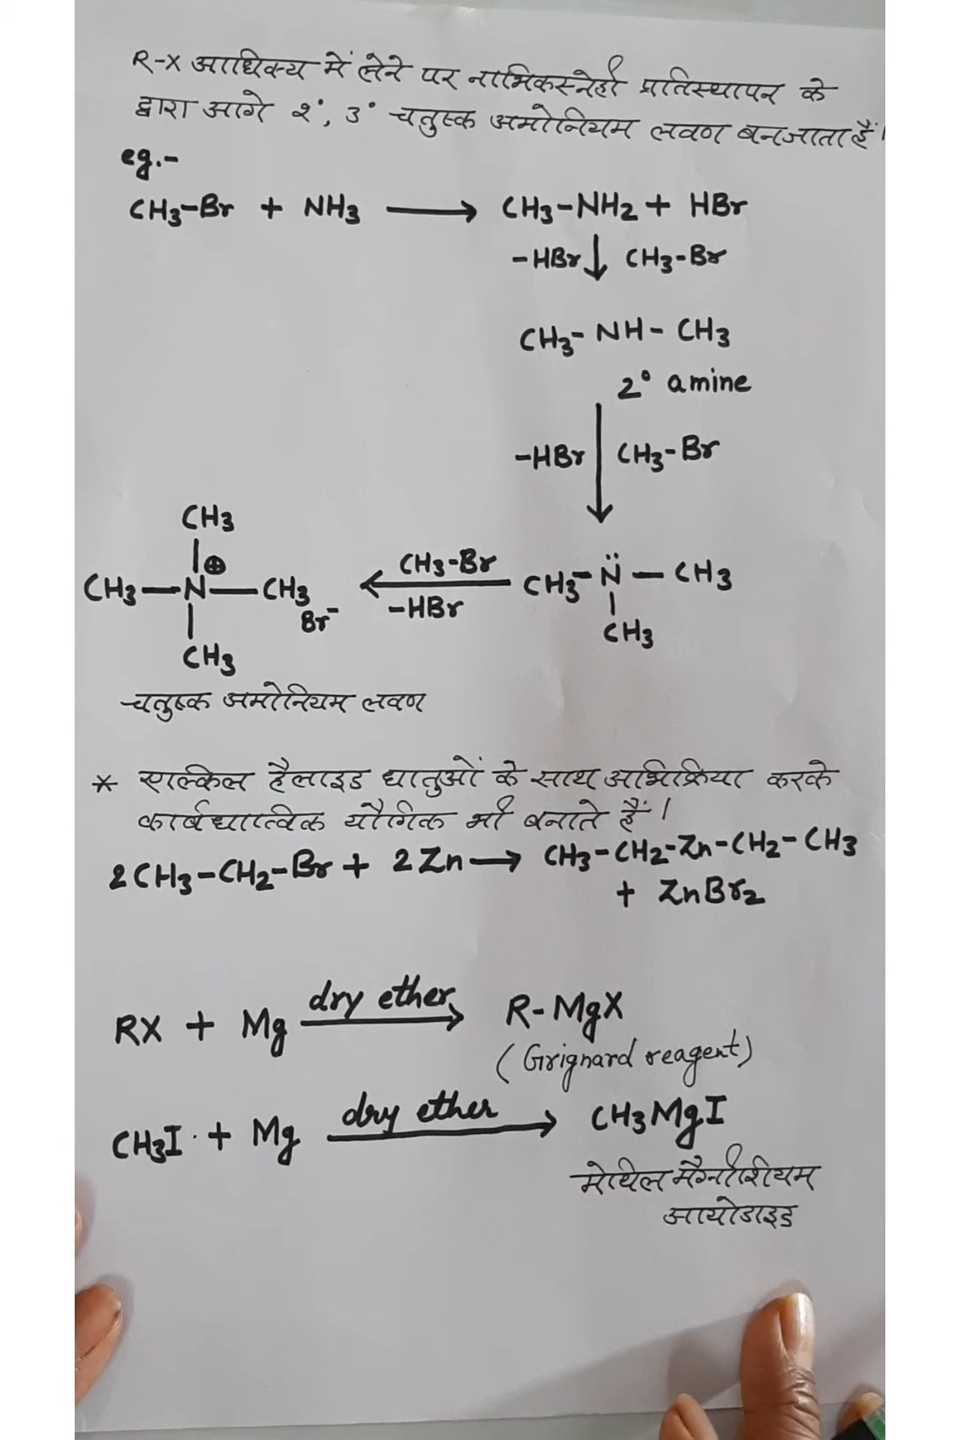 R-X आधिक्य में लेने पर नाभिकस्नेही प्रतिस्थापन के
द्वारा आगे 2°, 3° चतुष्क अमोनियम लवण बनजाता है।
eg.-
CH3-Br + NH3 ⟶ CH3-NH2 + HBr
-HBr↓ CH3-Br
CH3-NH-CH3
2° amine
-HBr ↓ CH3-Br
CH3
|⊕
CH3—N—CH3 Br⁻ ← CH3-Br -HBr CH3-N̈-CH3
| |
CH3 CH3
चतुष्क अमोनियम लवण
* एल्किल हैलाइड धातुओं के साथ अभिक्रिया करके
कार्बधात्विक यौगिक भी बनाते हैं।
2CH3-CH2-Br + 2Zn ⟶ CH3-CH2-Zn-CH2-CH3
+ ZnBr2
RX + Mg dry ether⟶ R-MgX
(Grignard reagent)
CH3I + Mg dry ether⟶ CH3MgI
मेथिल मैग्नीशियम
आयोडाइड